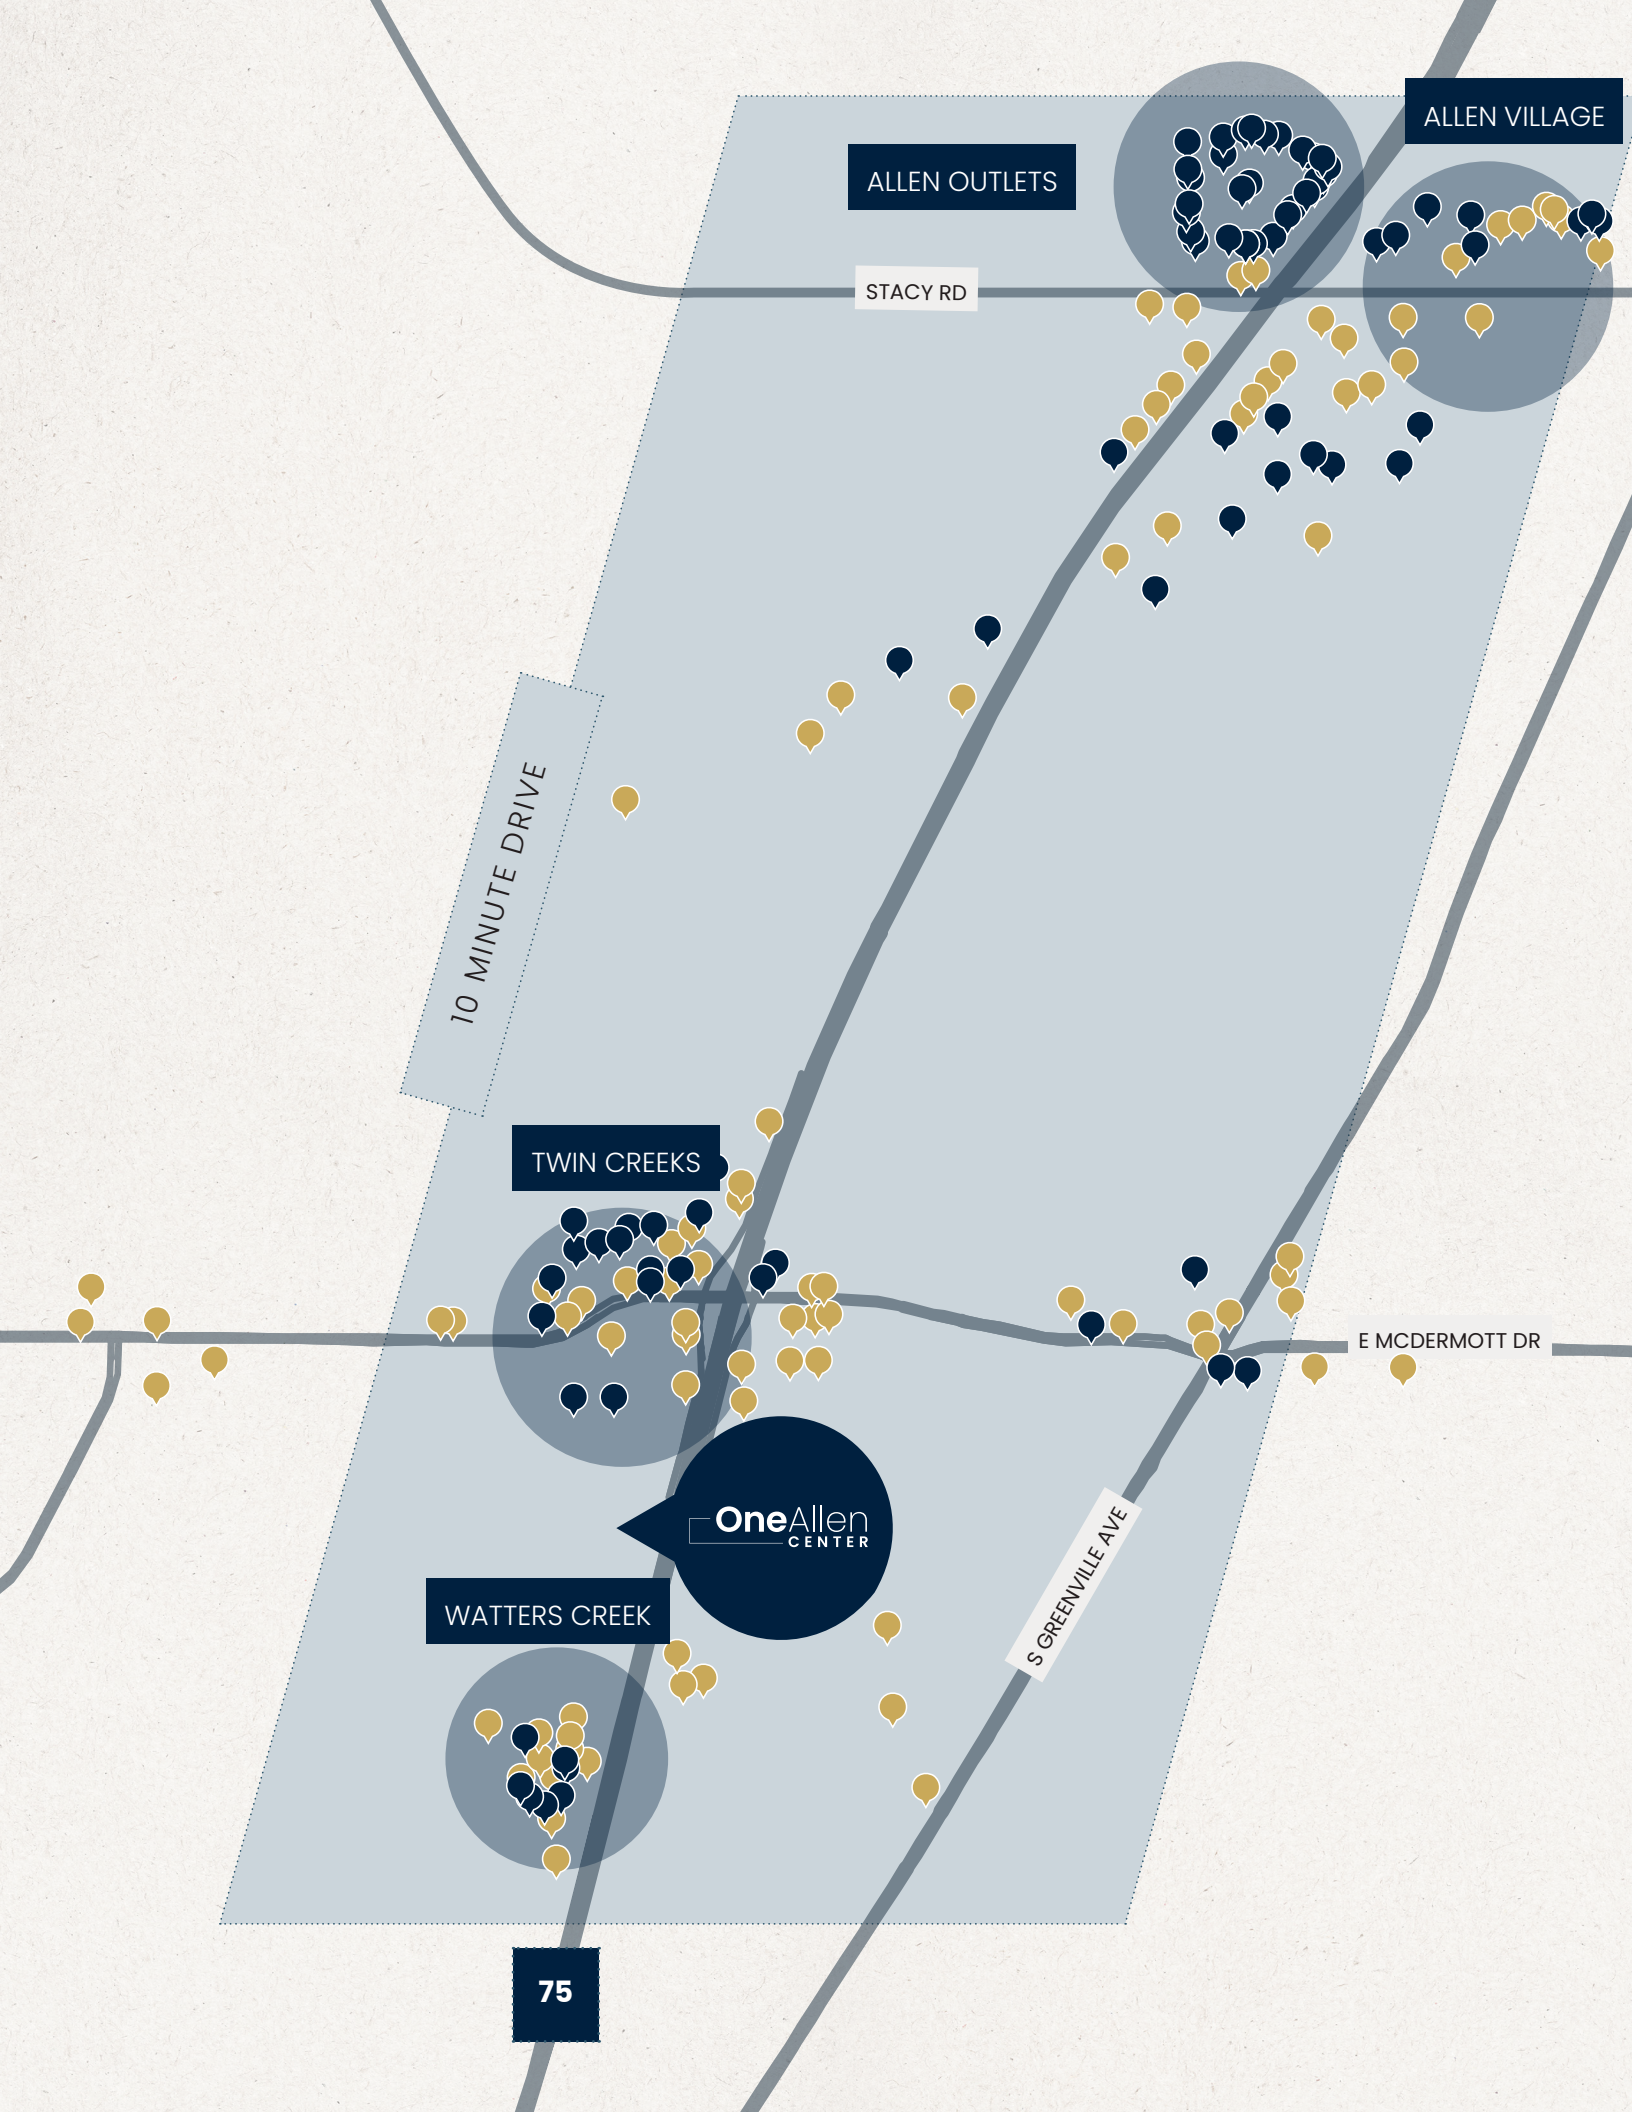 ALLEN VILLAGE
ALLEN OUTLETS
STACY RD
10 MINUTE DRIVE
TWIN CREEKS
E MCDERMOTT DR
OneAllen
CENTER
S GREENVILLE AVE
WATTERS CREEK
75